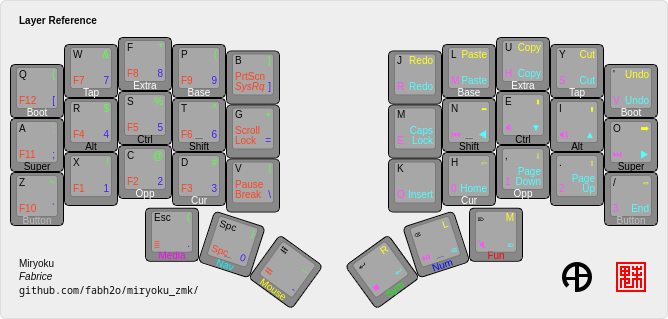 Layer Reference
Q
F12 [
Boot
W &
F7 7
Tap
F *
F8 8
Extra
P (
F9 9
Base
B }
PrtScn
SysRq ]
J Redo
Redo
L Paste
Paste
Base
U Copy
Copy
Extra
Y Cut
Cut
Tap
' Undo
Undo
Boot
A :
F11 ;
Super
R $
F4 4
Alt
S %
F5 5
Ctrl
T ^
F6 6
Shift
G +
Scroll
Lock =
M
Caps
Lock
N
Shift
E
Ctrl
I
Alt
O
Super
Z ~
F10 `
Button
X
F1 1
C @
F2 2
Opp
D #
F3 3
Cur
V |
Pause
Break \
K
Insert
H
Home
Cur
,
Page
Down
Opp
.
Page
Up
/
End
Button
Esc
Media
Spc
Spc 0
Nav
Mouse
R
L
Num
M
Fun
Miryoku
Fabrice
github.com/fabh2o/miryoku_zmk/